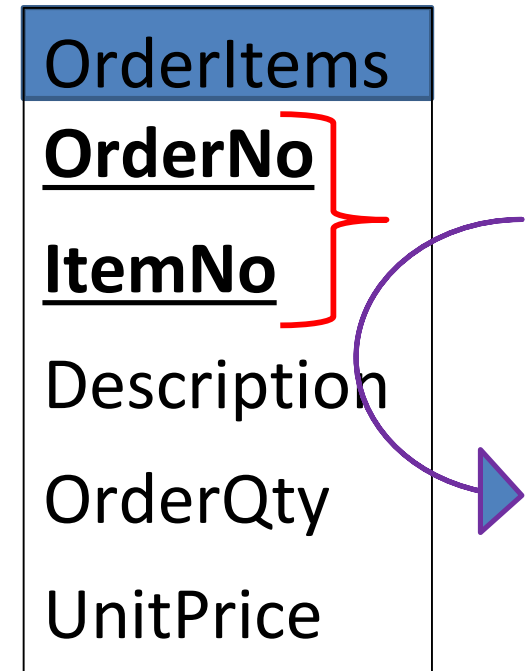 OrderItems
OrderNo
ItemNo
Description
OrderQty
UnitPrice